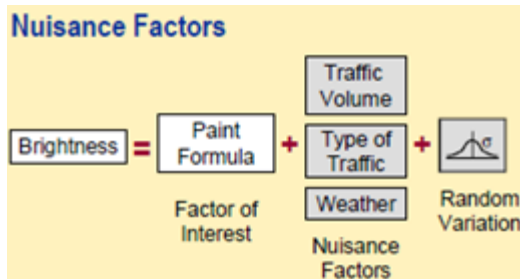 Nuisance Factors
Traffic
Volume
Brightness = Paint
Formula + Type of
Traffic + σ
Weather
Factor of
Interest
Nuisance
Factors
Random
Variation